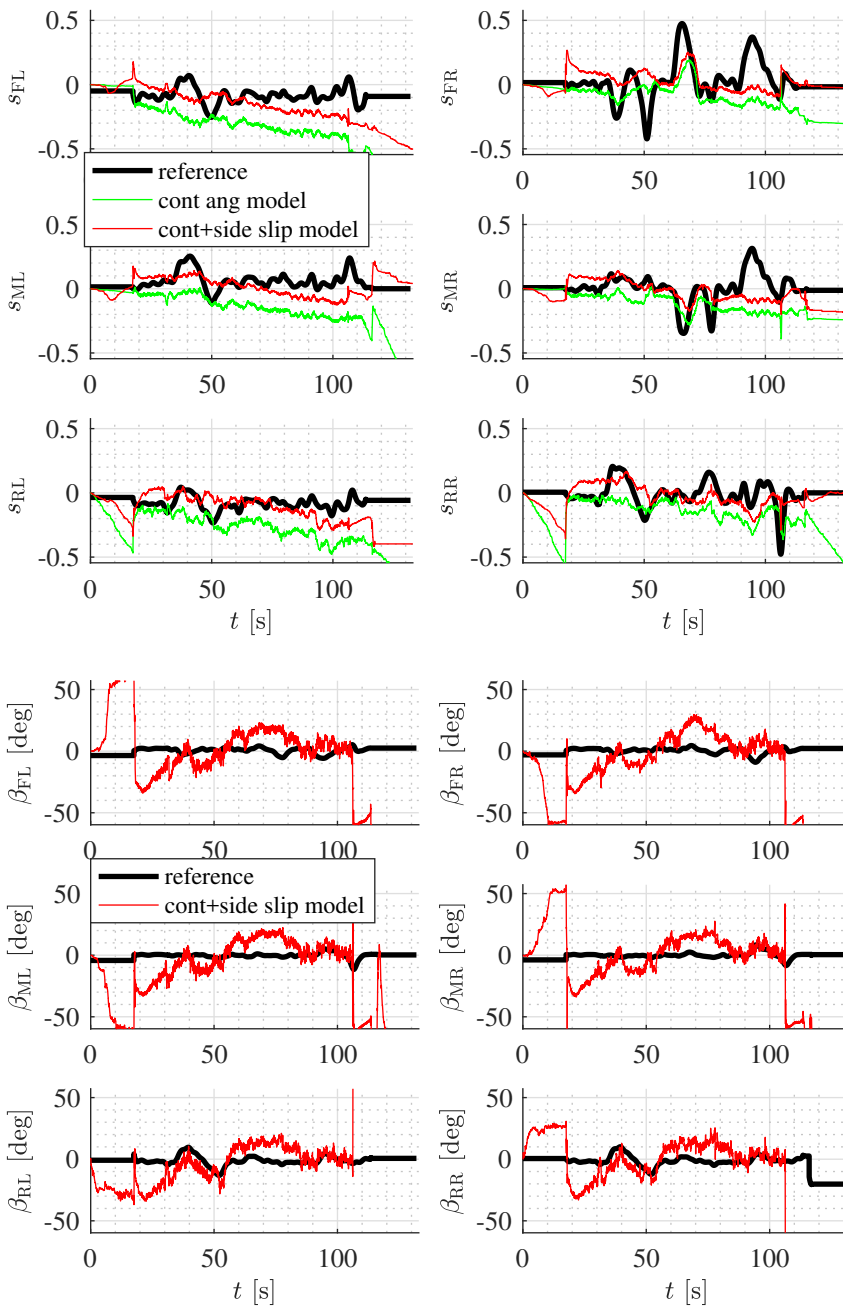 0.5
0
-0.5
s_FL
0.5
0
-0.5
s_FR
0 50 100
reference
cont ang model
cont+side slip model
0.5
0
-0.5
s_ML
0 50 100
0.5
0
-0.5
s_MR
0 50 100
0.5
0
-0.5
s_RL
0 50 100
t [s]
0.5
0
-0.5
s_RR
0 50 100
t [s]
50
0
-50
β_FL [deg]
0 50 100
50
0
-50
β_FR [deg]
0 50 100
reference
cont+side slip model
50
0
-50
β_ML [deg]
0 50 100
50
0
-50
β_MR [deg]
0 50 100
50
0
-50
β_RL [deg]
0 50 100
t [s]
50
0
-50
β_RR [deg]
0 50 100
t [s]